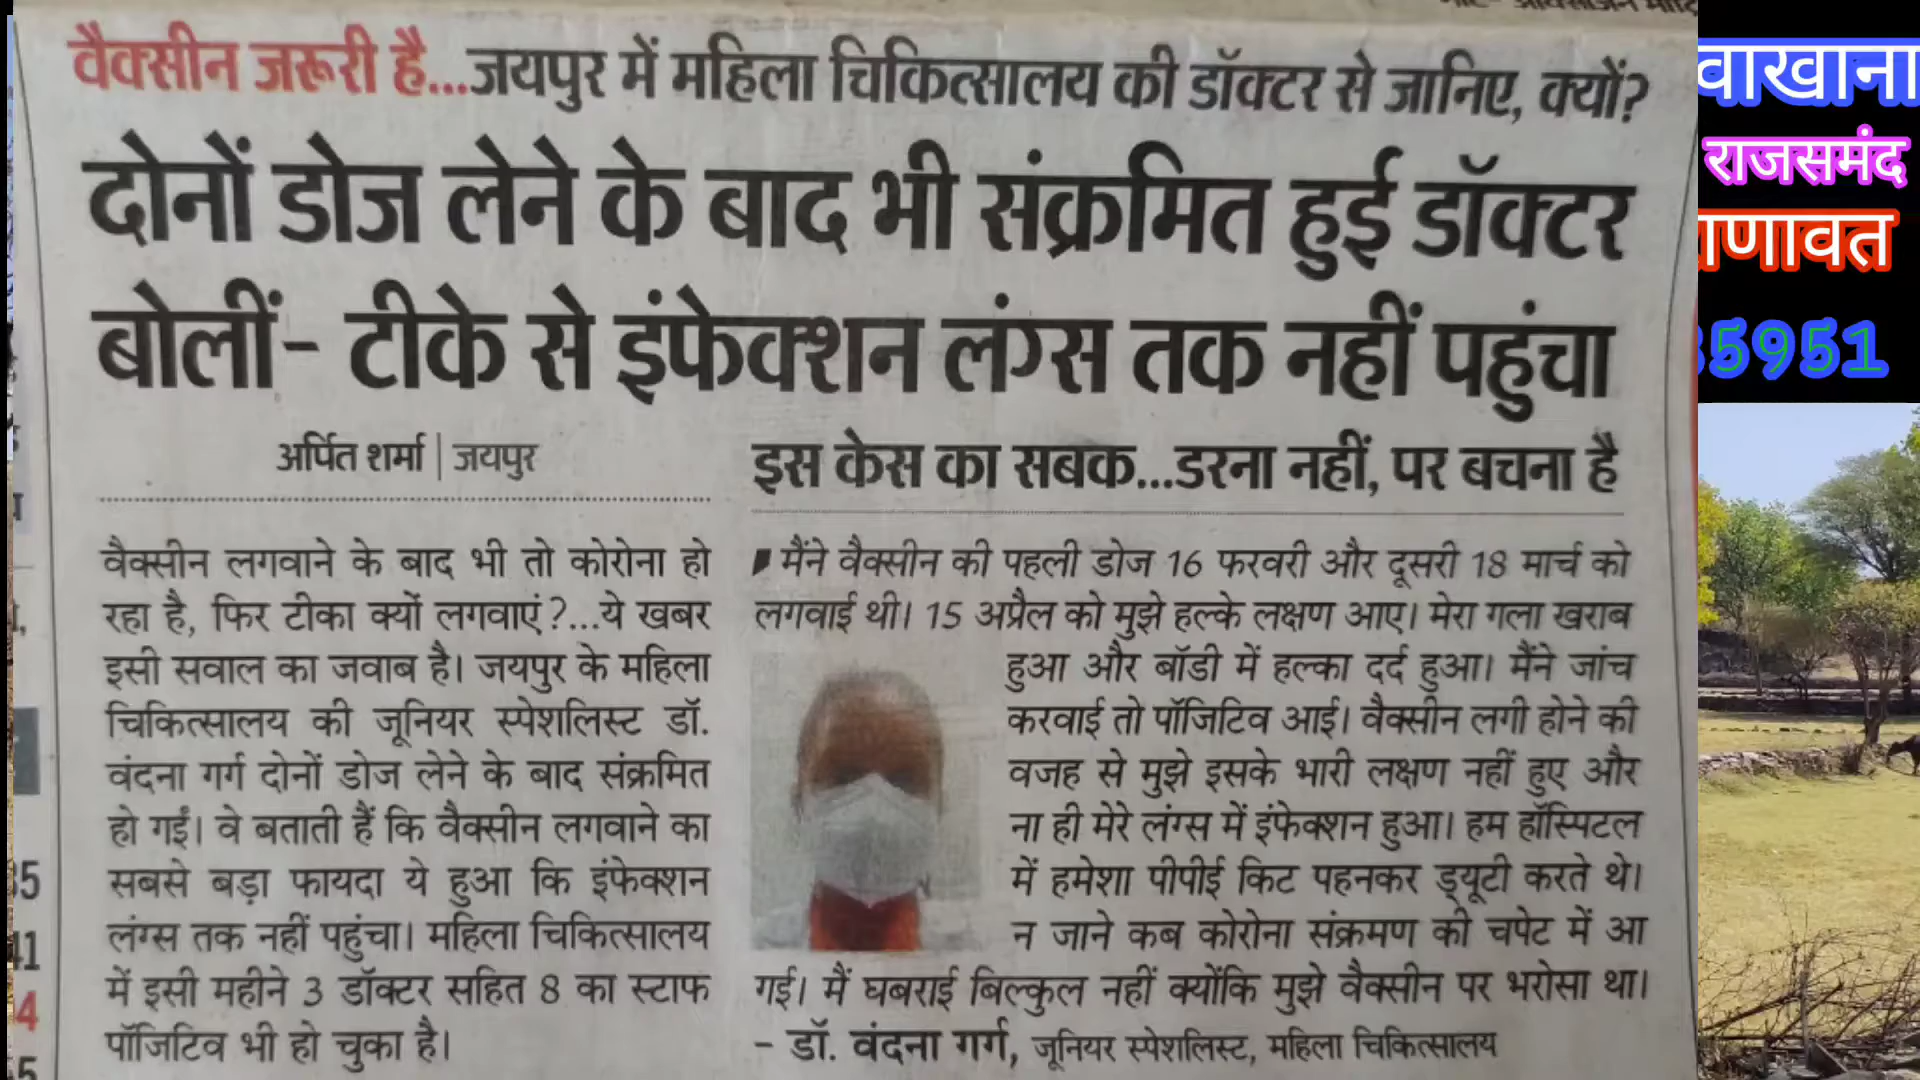 वैक्सीन जरूरी है...जयपुर में महिला चिकित्सालय की डॉक्टर से जानिए, क्यों?
दोनों डोज लेने के बाद भी संक्रमित हुई डॉक्टर
बोलीं- टीके से इंफेक्शन लंग्स तक नहीं पहुंचा
अर्पित शर्मा | जयपुर
वैक्सीन लगवाने के बाद भी तो कोरोना हो
रहा है, फिर टीका क्यों लगवाएं?...ये खबर
इसी सवाल का जवाब है। जयपुर के महिला
चिकित्सालय की जूनियर स्पेशलिस्ट डॉ.
वंदना गर्ग दोनों डोज लेने के बाद संक्रमित
हो गईं। वे बताती हैं कि वैक्सीन लगवाने का
सबसे बड़ा फायदा ये हुआ कि इंफेक्शन
लंग्स तक नहीं पहुंचा। महिला चिकित्सालय
में इसी महीने 3 डॉक्टर सहित 8 का स्टाफ
पॉजिटिव भी हो चुका है।
इस केस का सबक...डरना नहीं, पर बचना है
मैंने वैक्सीन की पहली डोज 16 फरवरी और दूसरी 18 मार्च को
लगवाई थी। 15 अप्रैल को मुझे हल्के लक्षण आए। मेरा गला खराब
हुआ और बॉडी में हल्का दर्द हुआ। मैंने जांच
करवाई तो पॉजिटिव आई। वैक्सीन लगी होने की
वजह से मुझे इसके भारी लक्षण नहीं हुए और
ना ही मेरे लंग्स में इंफेक्शन हुआ। हम हॉस्पिटल
में हमेशा पीपीई किट पहनकर ड्यूटी करते थे।
न जाने कब कोरोना संक्रमण की चपेट में आ
गई। मैं घबराई बिल्कुल नहीं क्योंकि मुझे वैक्सीन पर भरोसा था।
- डॉ. वंदना गर्ग, जूनियर स्पेशलिस्ट, महिला चिकित्सालय
वाखाना
राजसमंद
ाणावत
35951